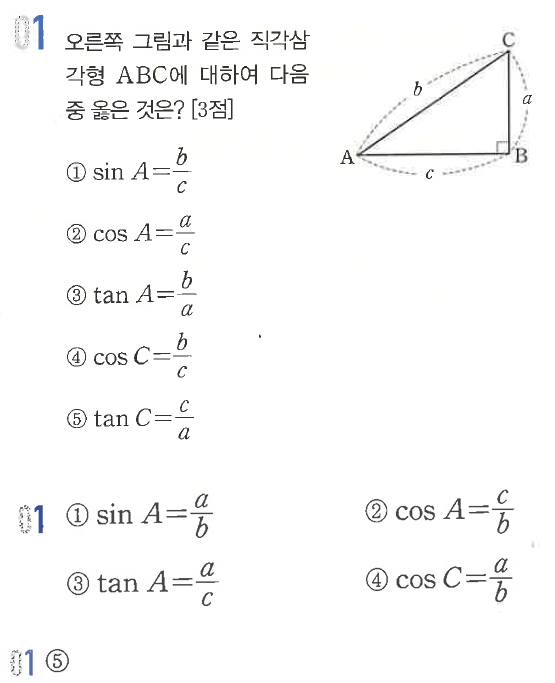 01 오른쪽 그림과 같은 직각삼
각형 ABC에 대하여 다음
중 옳은 것은? [3점]
C
b
a
A
B
c
① sin A=b/c
② cos A=a/c
③ tan A=b/a
④ cos C=b/c
⑤ tan C=c/a
01 ① sin A=a/b ② cos A=c/b
③ tan A=a/c ④ cos C=a/b
01 ⑤